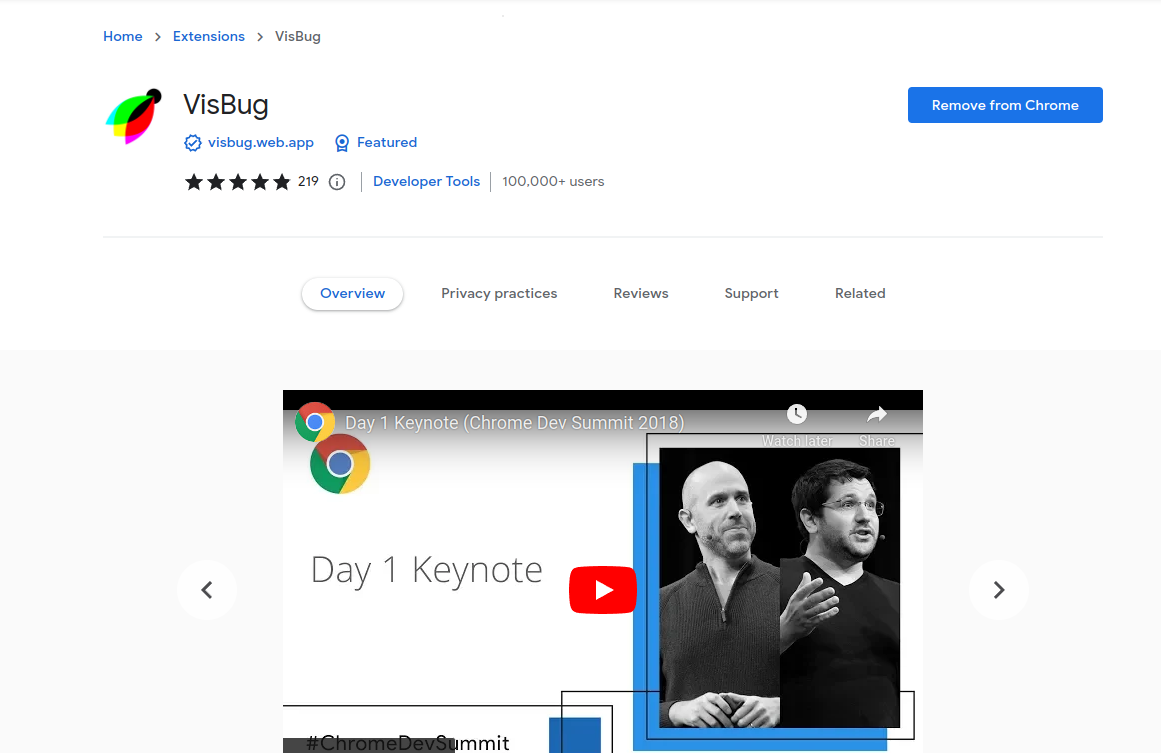 Home > Extensions > VisBug
VisBug
Remove from Chrome
visbug.web.app Featured
219 Developer Tools 100,000+ users
Overview Privacy practices Reviews Support Related
Day 1 Keynote (Chrome Dev Summit 2018)
Watch later Share
Day 1 Keynote
#ChromeDevSummit